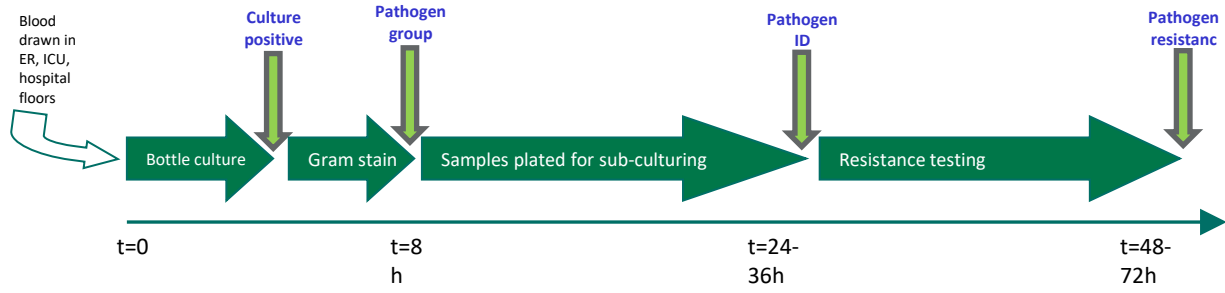 Blood
drawn in
ER, ICU,
hospital
floors
Culture
positive
Pathogen
group
Pathogen
ID
Pathogen
resistanc
Bottle culture
Gram stain
Samples plated for sub-culturing
Resistance testing
t=0
t=8
h
t=24-
36h
t=48-
72h